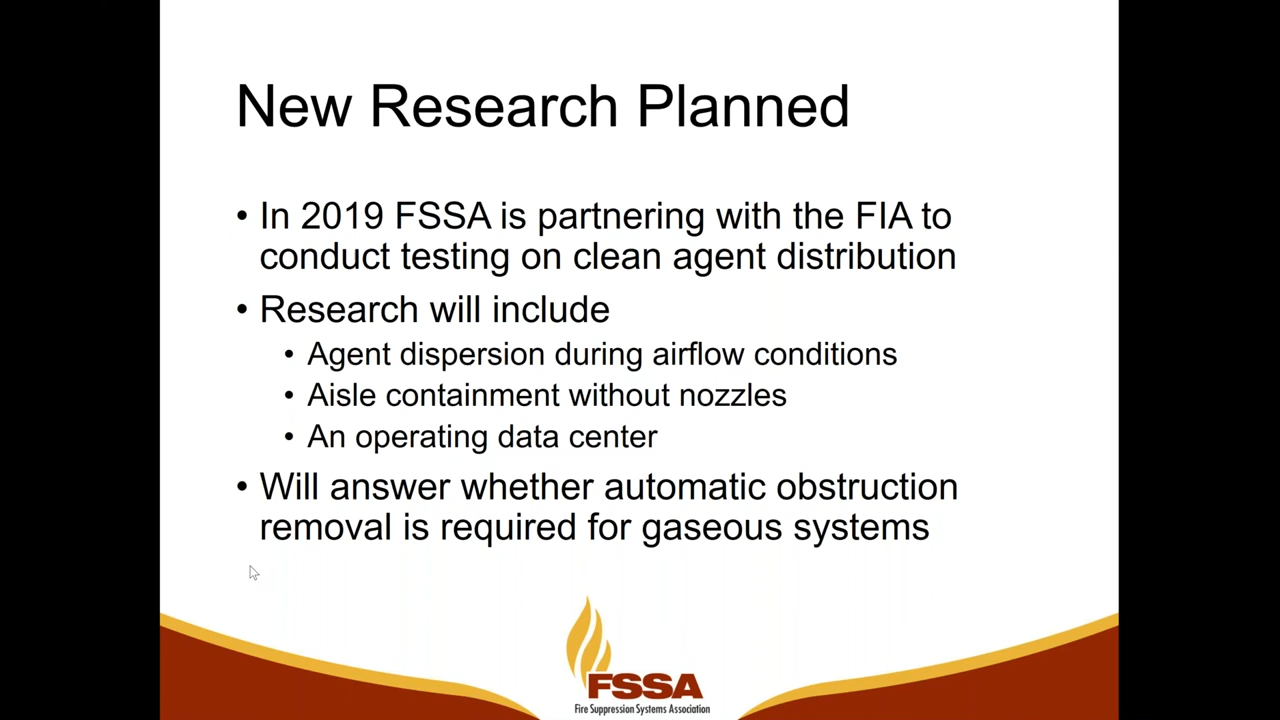 New Research Planned
• In 2019 FSSA is partnering with the FIA to
conduct testing on clean agent distribution
• Research will include
• Agent dispersion during airflow conditions
• Aisle containment without nozzles
• An operating data center
• Will answer whether automatic obstruction
removal is required for gaseous systems
FSSA
Fire Suppression Systems Association